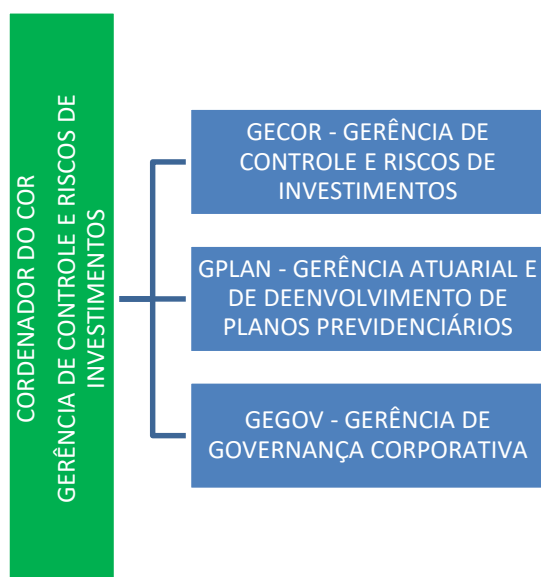 CORDENADOR DO COR
GERÊNCIA DE CONTROLE E RISCOS DE
INVESTIMENTOS
GECOR - GERÊNCIA DE
CONTROLE E RISCOS DE
INVESTIMENTOS
GPLAN - GERÊNCIA ATUARIAL E
DE DEENVOLVIMENTO DE
PLANOS PREVIDENCIÁRIOS
GEGOV - GERÊNCIA DE
GOVERNANÇA CORPORATIVA